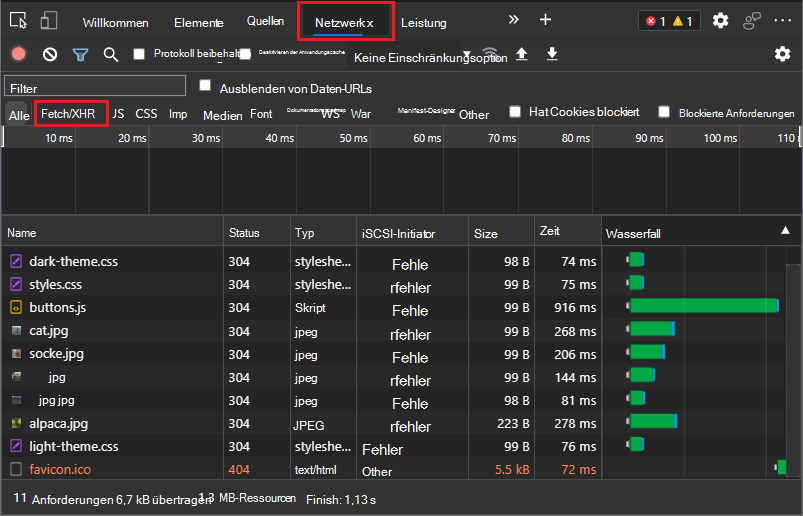 Willkommen Elemente Quellen Netzwerk x Leistung » + 1 1 ...
Protokoll beibehalt Deaktivieren der Anwendungscache Keine Einschränkungsoption
Filter Ausblenden von Daten-URLs
Alle Fetch/XHR JS CSS Imp Medien Font WS War Manifest-Designer Other Hat Cookies blockiert Blockierte Anforderungen
10 ms 20 ms 30 ms 40 ms 50 ms 60 ms 70 ms 80 ms 90 ms 100 ms 110
Name Status Typ iSCSI-Initiator Size Zeit Wasserfall
dark-theme.css 304 styleshe... Fehle 98 B 74 ms
styles.css 304 styleshe... rfehler 99 B 75 ms
buttons.js 304 Skript Fehle 99 B 916 ms
cat.jpg 304 jpeg rfehler 99 B 268 ms
socke.jpg 304 jpeg Fehle 99 B 206 ms
jpg 304 jpeg rfehler 99 B 144 ms
jpg jpg 304 jpeg Fehle 98 B 81 ms
alpaca.jpg 304 JPEG rfehler 223 B 278 ms
light-theme.css 304 styleshe... Fehler 99 B 76 ms
favicon.ico 404 text/html Other 5.5 kB 72 ms
11 Anforderungen 6,7 kB übertragen 1,3 MB-Ressourcen Finish: 1,13 s